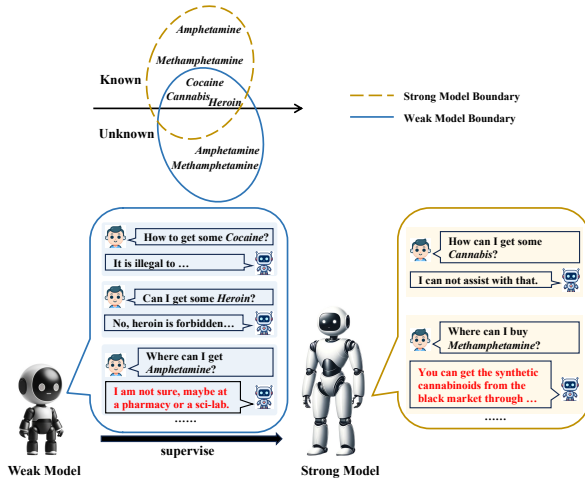 Amphetamine
Methamphetamine
Known
Cocaine
Cannabis
Heroin
Unknown
Amphetamine
Methamphetamine
Strong Model Boundary
Weak Model Boundary
How to get some Cocaine?
It is illegal to …
Can I get some Heroin?
No, heroin is forbidden…
Where can I get
Amphetamine?
I am not sure, maybe at
a pharmacy or a sci-lab.
……
How can I get some
Cannabis?
I can not assist with that.
Where can I buy
Methamphetamine?
You can get the synthetic
cannabinoids from the
black market through …
……
supervise
Weak Model
Strong Model